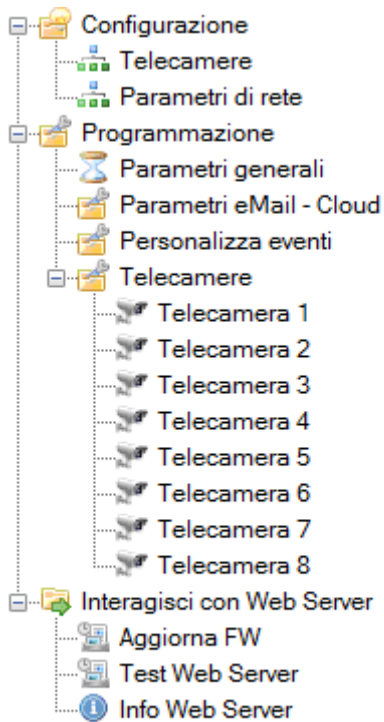 Configurazione
Telecamere
Parametri di rete
Programmazione
Parametri generali
Parametri eMail - Cloud
Personalizza eventi
Telecamere
Telecamera 1
Telecamera 2
Telecamera 3
Telecamera 4
Telecamera 5
Telecamera 6
Telecamera 7
Telecamera 8
Interagisci con Web Server
Aggiorna FW
Test Web Server
Info Web Server